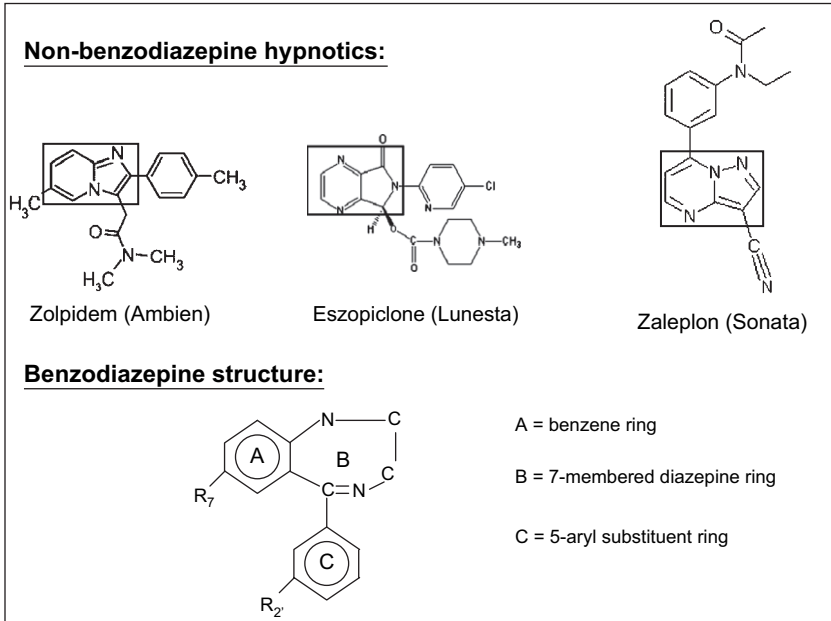 Non-benzodiazepine hypnotics:
O
N
N
CH₃
H₃C
N
O
N
CH₃
H₃C
Zolpidem (Ambien)
O
N
N
N
N
Cl
H
O
N
N
CH₃
O
Eszopiclone (Lunesta)
N
N
N
N
C
N
Zaleplon (Sonata)
Benzodiazepine structure:
N
C
A
B
C
R₇
C=N
C
R₂'
A = benzene ring
B = 7-membered diazepine ring
C = 5-aryl substituent ring